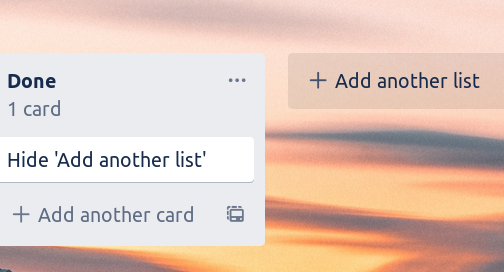 Done
1 card
Hide 'Add another list'
Add another card
Add another list